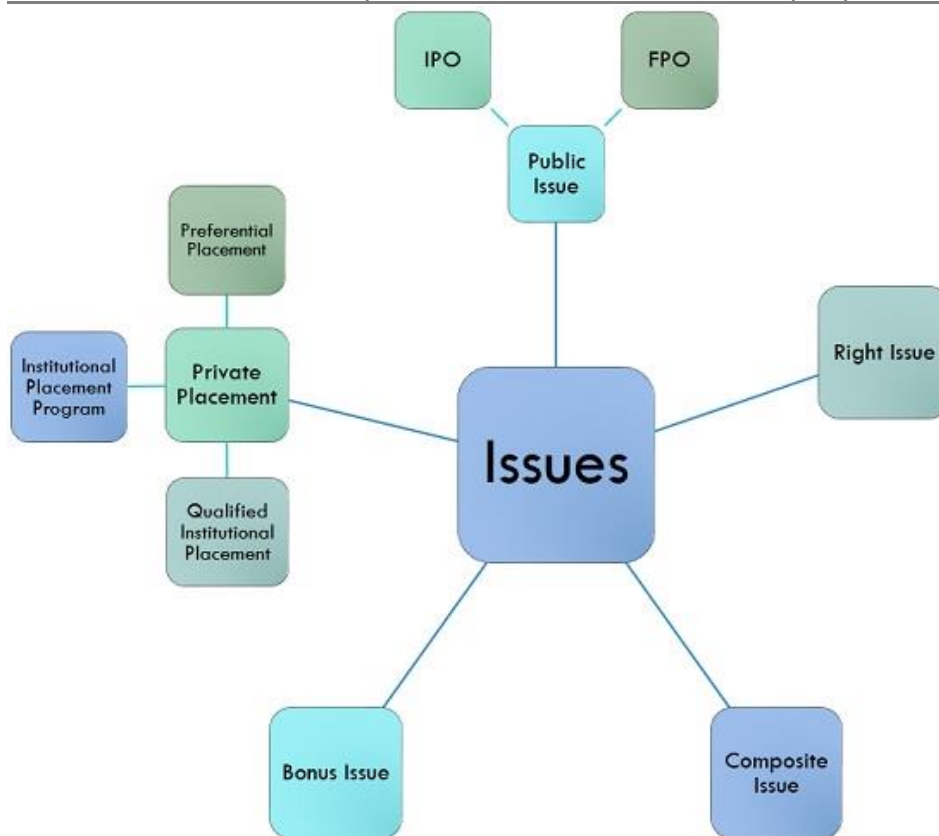 IPO
FPO
Public
Issue
Preferential
Placement
Institutional
Placement
Program
Private
Placement
Right Issue
Issues
Qualified
Institutional
Placement
Bonus Issue
Composite
Issue